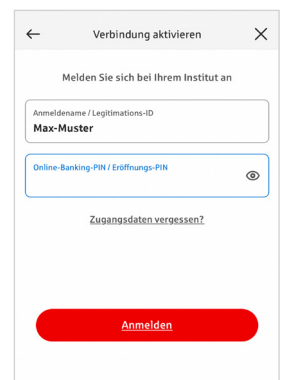 Verbindung aktivieren
Melden Sie sich bei Ihrem Institut an
Anmeldename / Legitimations-ID
Max-Muster
Online-Banking-PIN / Eröffnungs-PIN
Zugangsdaten vergessen?
Anmelden